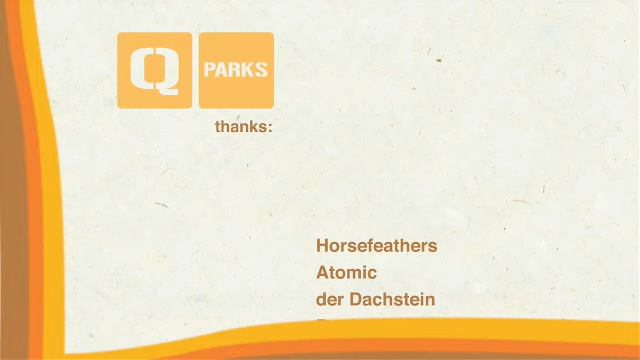 Q PARKS
thanks:
Horsefeathers
Atomic
der Dachstein